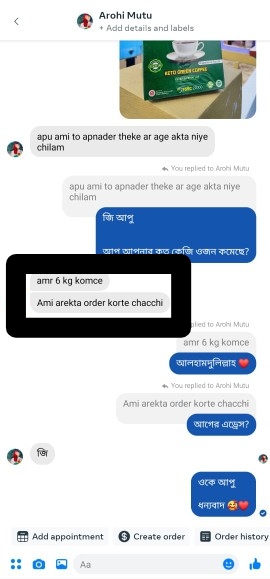 Arohi Mutu
+ Add details and labels
KETO GREEN COFFEE
apu ami to apnader theke ar age akta niye
chilam
You replied to Arohi Mutu
apu ami to apnader theke ar age akta niye
chilam
জি আপু
আপু আপনার কত কেজি ওজন কমেছে?
amr 6 kg komce
Ami arekta order korte chacchi
plied to Arohi Mutu
amr 6 kg komce
আলহামদুলিল্লাহ ❤️
You replied to Arohi Mutu
Ami arekta order korte chacchi
আগের এড্রেস?
জি
ওকে আপু
ধন্যবাদ 🥰❤️
Add appointment
Create order
Order history
Aa